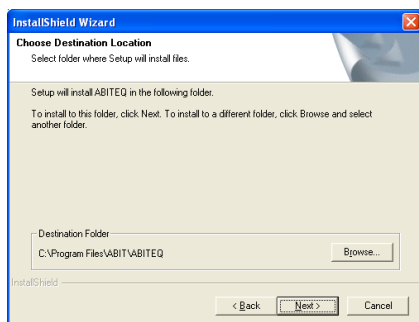 InstallShield Wizard
Choose Destination Location
Select folder where Setup will install files.
Setup will install ABITEQ in the following folder.
To install to this folder, click Next. To install to a different folder, click Browse and select
another folder.
Destination Folder
C:\Program Files\ABIT\ABITEQ
Browse...
InstallShield
< Back
Next >
Cancel